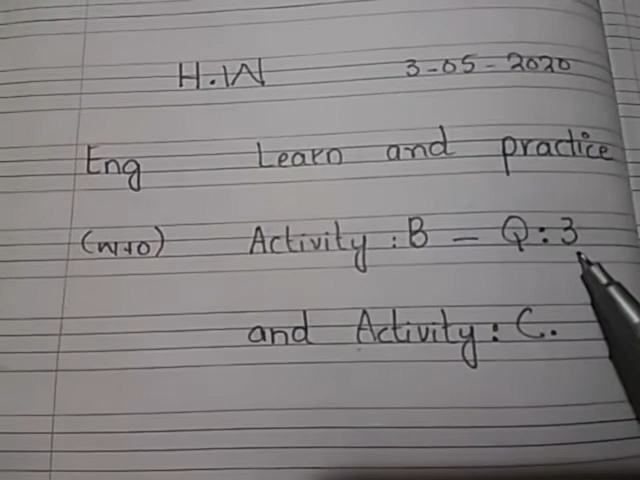 H.W 3-05-2020
Eng Learn and practice
(W+O) Activity : B - Q : 3
and Activity : C.